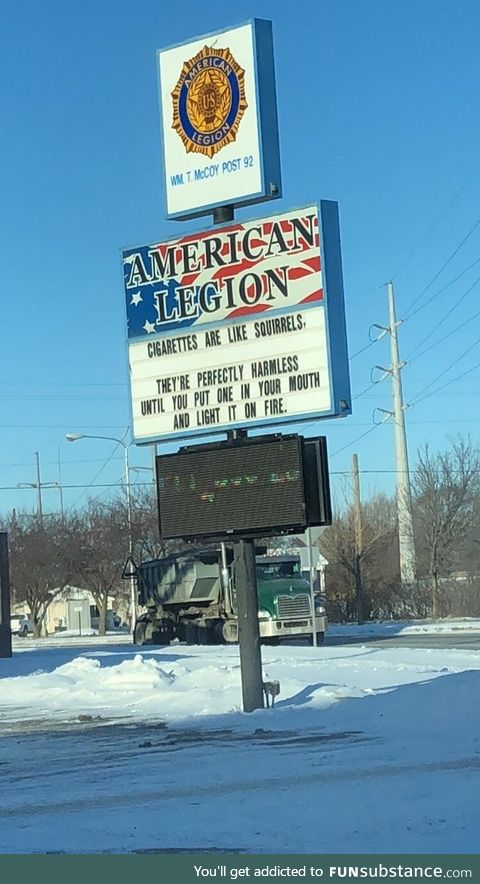 AMERICAN
US
LEGION
WM. T. McCOY POST 92
AMERICAN
LEGION
CIGARETTES ARE LIKE SQUIRRELS,
THEY'RE PERFECTLY HARMLESS
UNTIL YOU PUT ONE IN YOUR MOUTH
AND LIGHT IT ON FIRE.
You'll get addicted to FUNsubstance.com